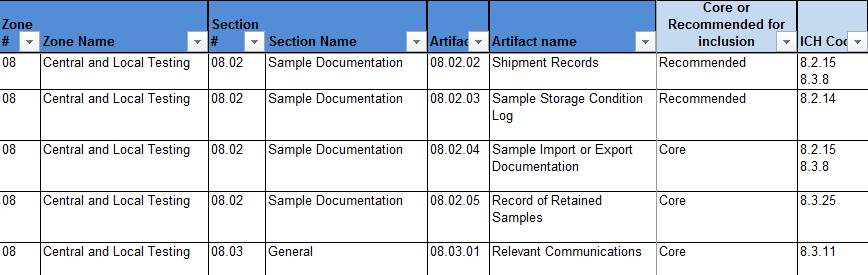 Zone # Zone Name Section # Section Name Artifac Artifact name Core or Recommended for inclusion ICH Cod
08 Central and Local Testing 08.02 Sample Documentation 08.02.02 Shipment Records Recommended 8.2.15
8.3.8
08 Central and Local Testing 08.02 Sample Documentation 08.02.03 Sample Storage Condition Recommended 8.2.14
Log
08 Central and Local Testing 08.02 Sample Documentation 08.02.04 Sample Import or Export Core 8.2.15
Documentation 8.3.8
08 Central and Local Testing 08.02 Sample Documentation 08.02.05 Record of Retained Core 8.3.25
Samples
08 Central and Local Testing 08.03 General 08.03.01 Relevant Communications Core 8.3.11